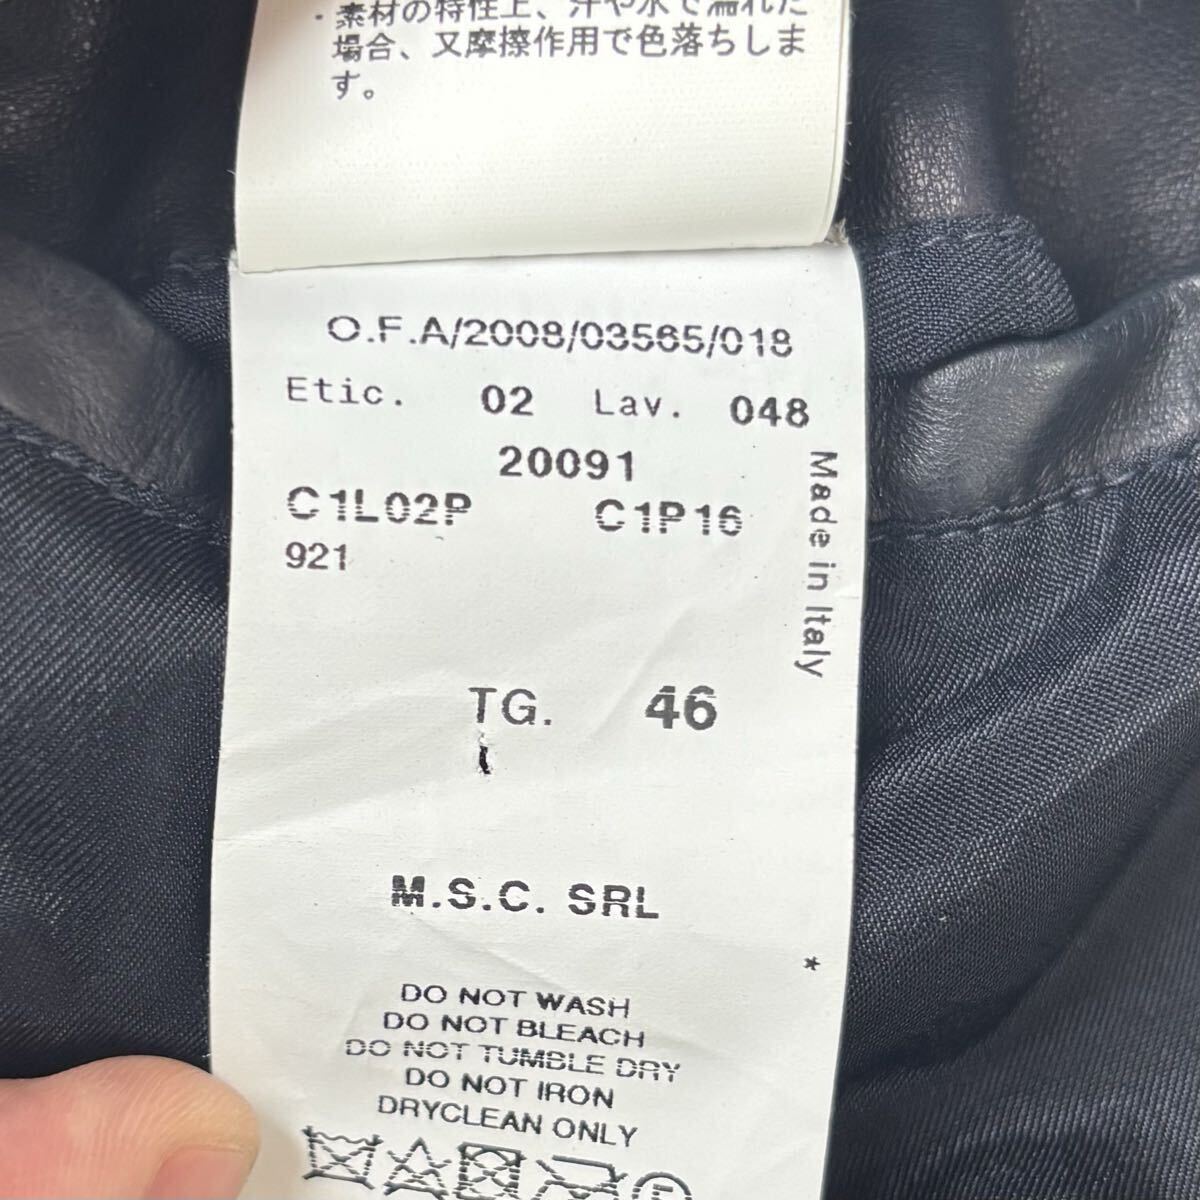 ・素材の特性上、汗や水で濡れた
場合、又摩擦作用で色落ちしま
す。
O.F.A/2008/03565/018
Etic. 02 Lav. 048
20091
C1L02P C1P16
921
Made in Italy
TG. 46
M.S.C. SRL
*
DO NOT WASH
DO NOT BLEACH
DO NOT TUMBLE DRY
DO NOT IRON
DRYCLEAN ONLY